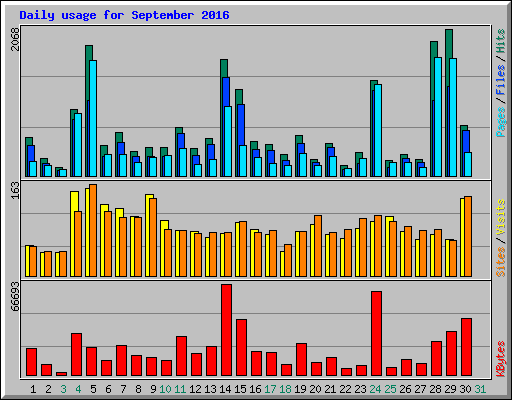 Daily usage for September 2016
2068
Pages / Files / Hits
163
Sites / Visits
66693
KBytes
1 2 3 4 5 6 7 8 9 10 11 12 13 14 15 16 17 18 19 20 21 22 23 24 25 26 27 28 29 30 31